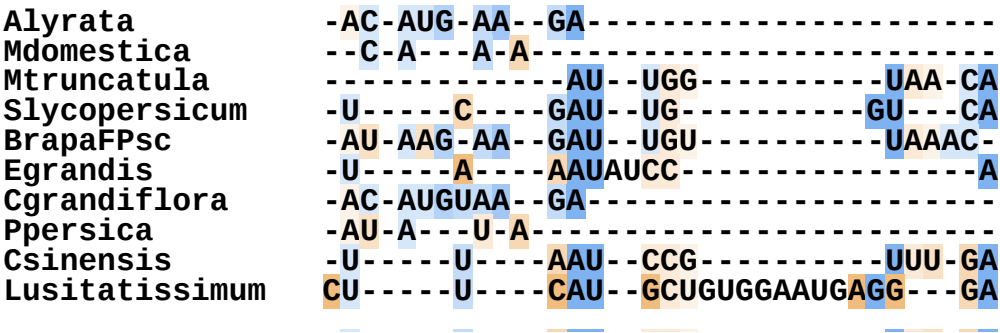 Alyrata -AC-AUG-AA--GA----------------------
Mdomestica --C-A---A-A-------------------------
Mtruncatula -------------AU--UGG----------UAA-CA
Slycopersicum -U-----C----GAU--UG----------GU---CA
BrapaFPsc -AU-AAG-AA--GAU--UGU----------UAAAC-
Egrandis -U-----A----AAUAUCC----------------A
Cgrandiflora -AC-AUGUAA--GA----------------------
Ppersica -AU-A---U-A-------------------------
Csinensis -U-----U----AAU--CCG----------UUU-GA
Lusitatissimum CU-----U----CAU--GCUGUGGAAUGAGG---GA